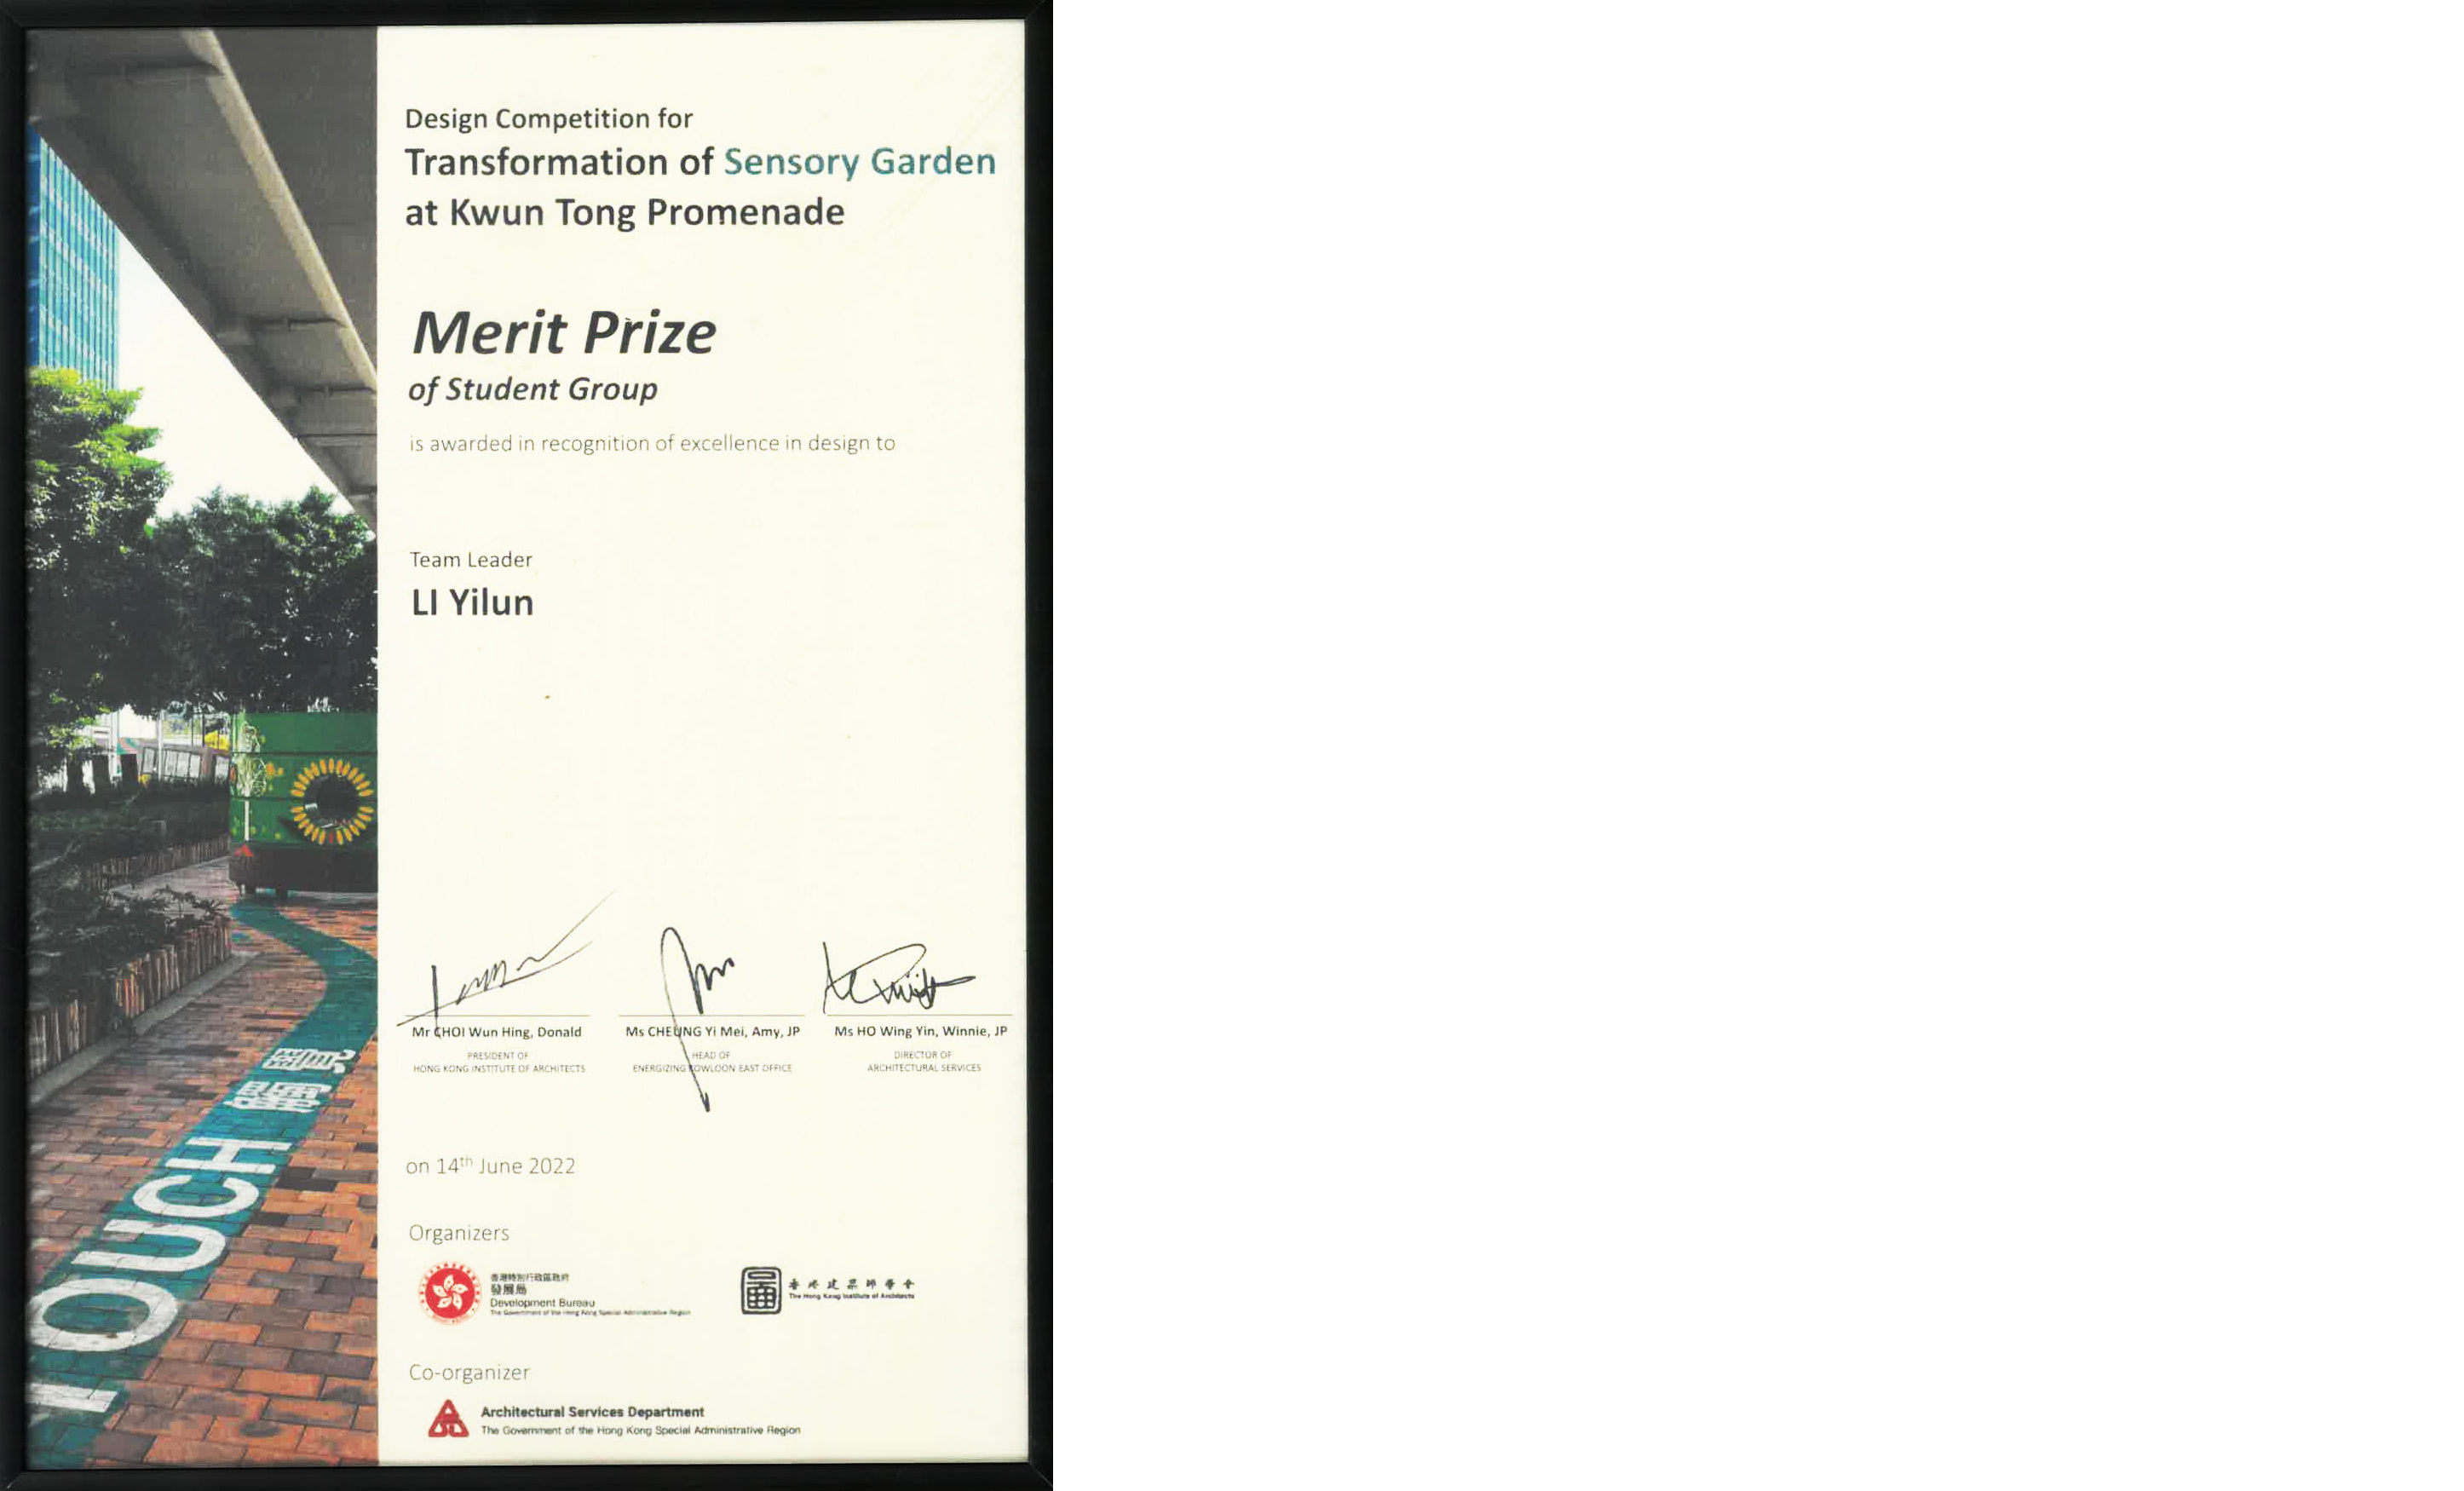 Design Competition for
Transformation of Sensory Garden
at Kwun Tong Promenade
Merit Prize
of Student Group
is awarded in recognition of excellence in design to
Team Leader
LI Yilun
Mr CHOI Wun Hing, Donald
PRESIDENT OF
HONG KONG INSTITUTE OF ARCHITECTS
Ms CHEUNG Yi Mei, Amy, JP
HEAD OF
ENERGIZING KOWLOON EAST OFFICE
Ms HO Wing Yin, Winnie, JP
DIRECTOR OF
ARCHITECTURAL SERVICES
on 14th June 2022
Organizers
香港特別行政區政府
發展局
Development Bureau
The Government of the Hong Kong Special Administrative Region
香港建築師學會
The Hong Kong Institute of Architects
Co-organizer
Architectural Services Department
The Government of the Hong Kong Special Administrative Region
TOUCH 觸覺